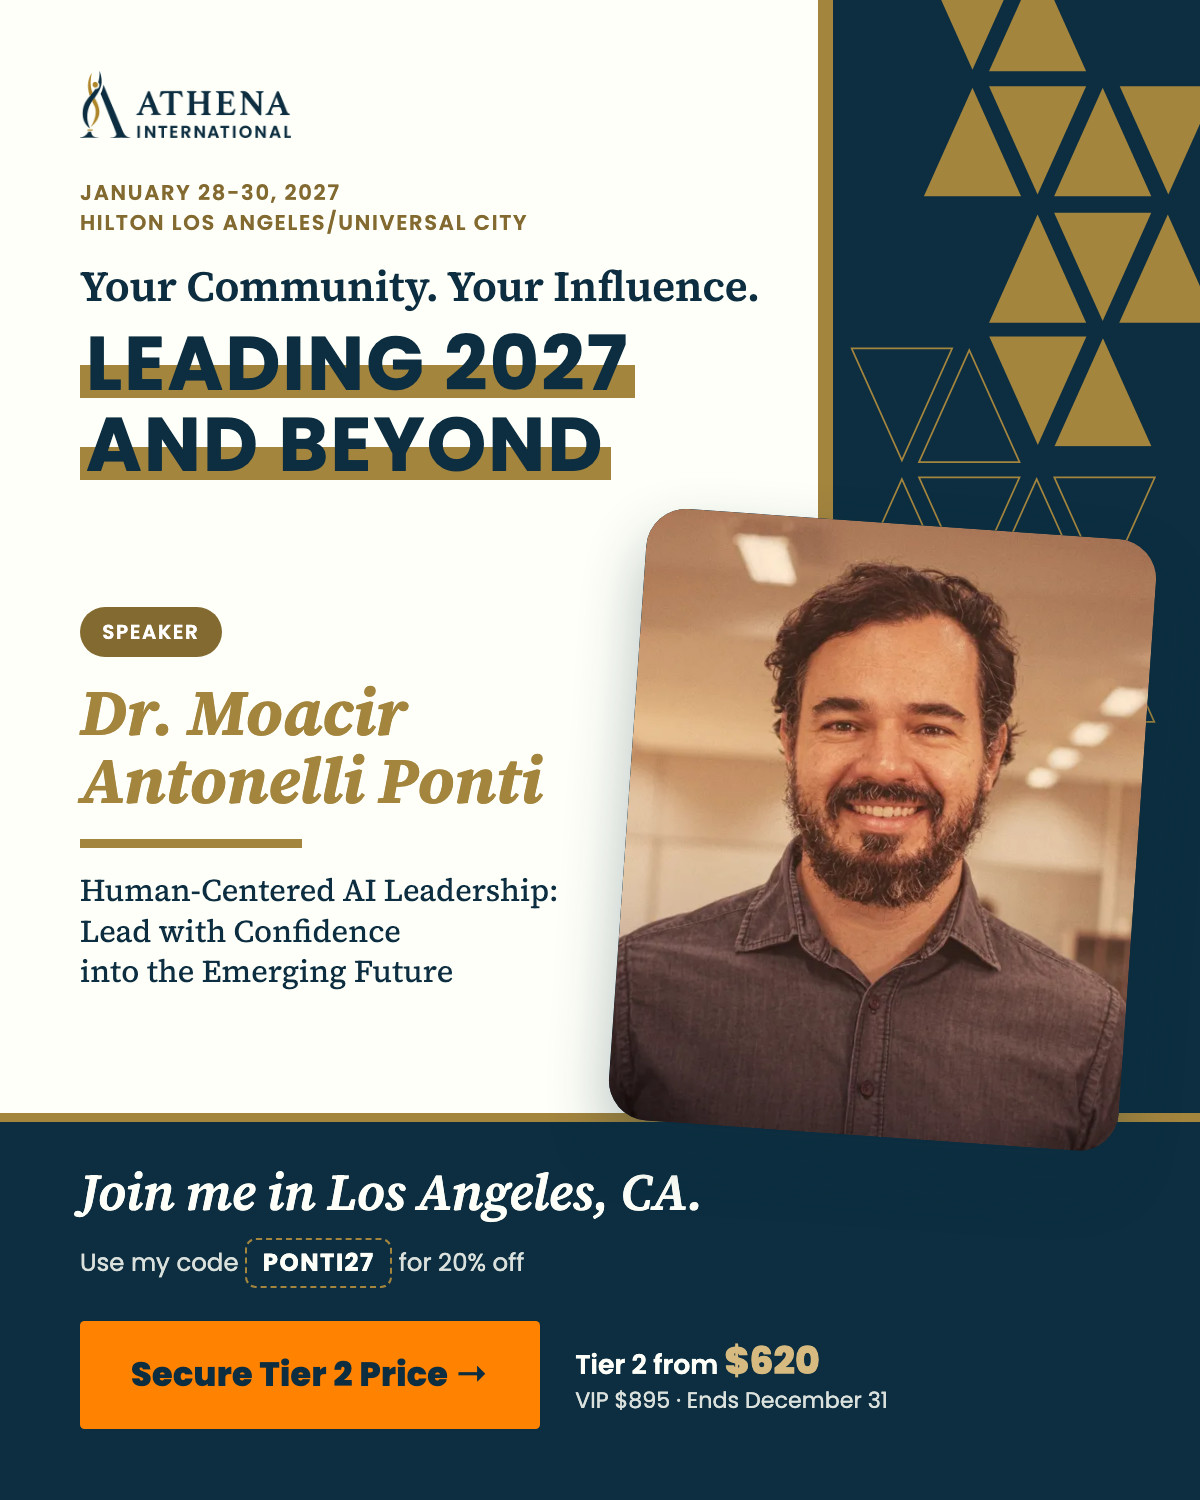 ATHENA
INTERNATIONAL
JANUARY 28-30, 2027
HILTON LOS ANGELES/UNIVERSAL CITY
Your Community. Your Influence.
LEADING 2027
AND BEYOND
SPEAKER
Dr. Moacir
Antonelli Ponti
Human-Centered AI Leadership:
Lead with Confidence
into the Emerging Future
Join me in Los Angeles, CA.
Use my code PONTI27 for 20% off
Secure Tier 2 Price →
Tier 2 from $620
VIP $895 · Ends December 31